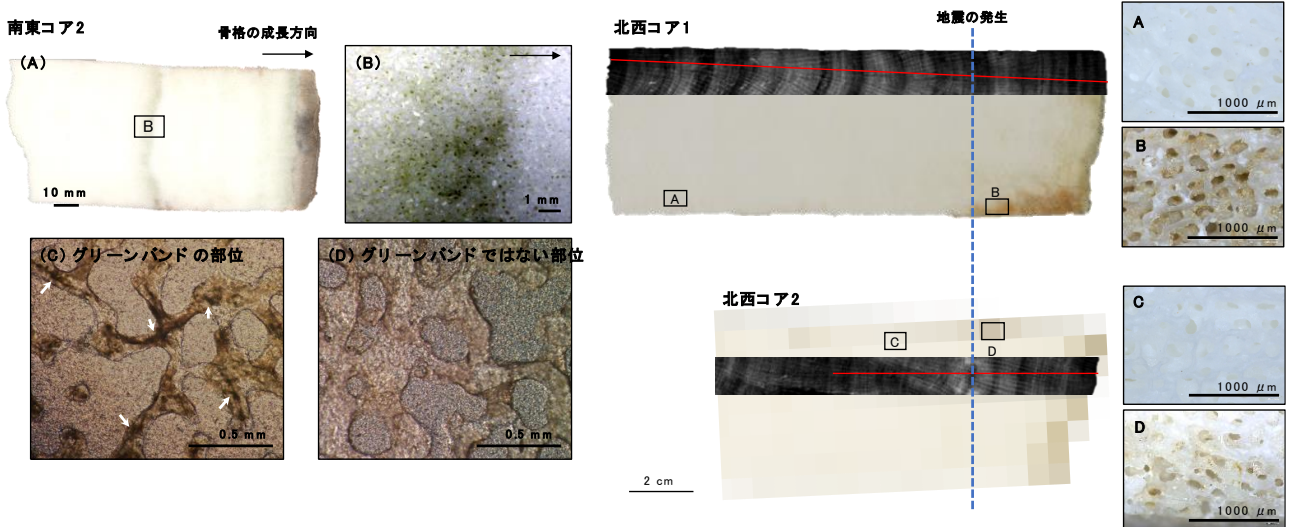 南東コア2
骨格の成長方向
(A)
B
10 mm
(B)
1 mm
(C) グリーンバンド の部位
0.5 mm
(D) グリーンバンド ではない部位
0.5 mm
北西コア1
地震の発生
A
B
A
1000 μm
B
1000 μm
北西コア2
C
D
2 cm
C
1000 μm
D
1000 μm